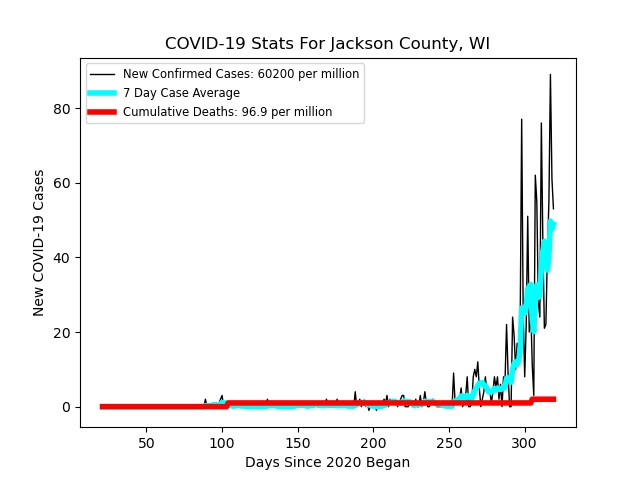 COVID-19 Stats For Jackson County, WI
New Confirmed Cases: 60200 per million
7 Day Case Average
Cumulative Deaths: 96.9 per million
New COVID-19 Cases
80
60
40
20
0
50 100 150 200 250 300
Days Since 2020 Began